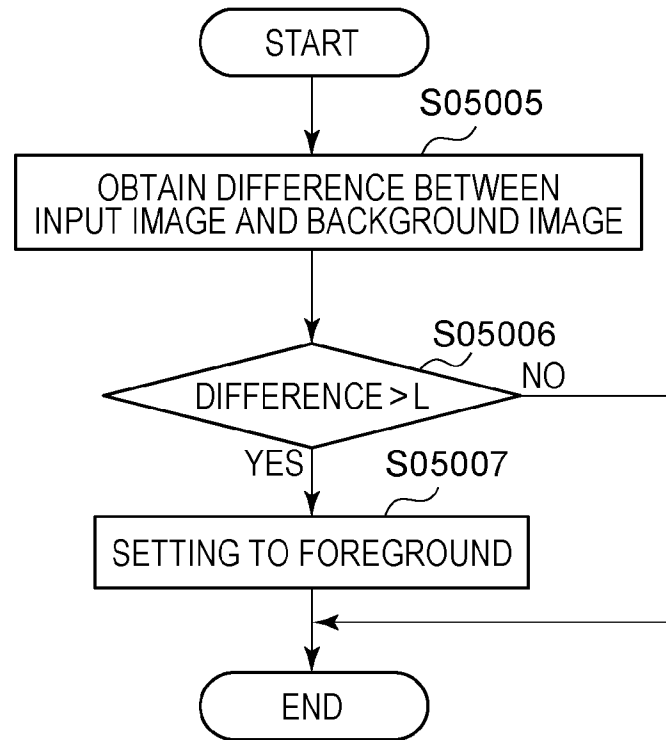 START
S05005
OBTAIN DIFFERENCE BETWEEN
INPUT IMAGE AND BACKGROUND IMAGE
S05006
DIFFERENCE > L
NO
YES
S05007
SETTING TO FOREGROUND
END